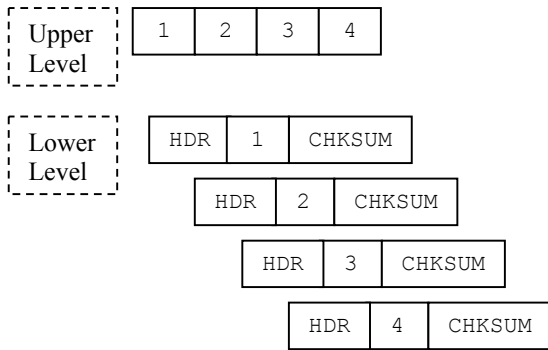 Upper
Level
1 2 3 4
Lower
Level
HDR 1 CHKSUM
HDR 2 CHKSUM
HDR 3 CHKSUM
HDR 4 CHKSUM